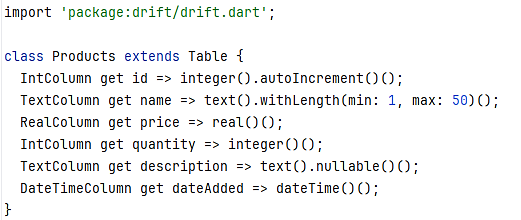 import 'package:drift/drift.dart';
class Products extends Table {
IntColumn get id => integer().autoIncrement()();
TextColumn get name => text().withLength(min: 1, max: 50)();
RealColumn get price => real()();
IntColumn get quantity => integer()();
TextColumn get description => text().nullable()();
DateTimeColumn get dateAdded => dateTime()();
}